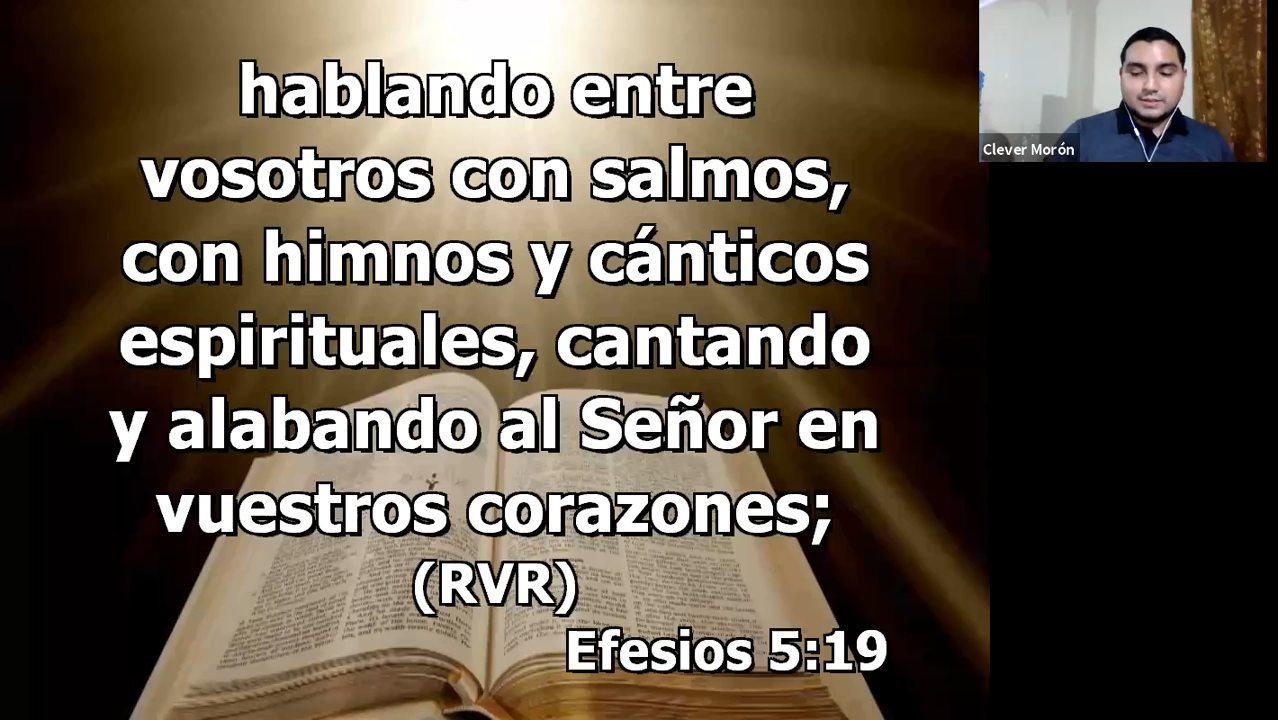 hablando entre
vosotros con salmos,
con himnos y cánticos
espirituales, cantando
y alabando al Señor en
vuestros corazones;
(RVR)
Efesios 5:19
Clever Morón